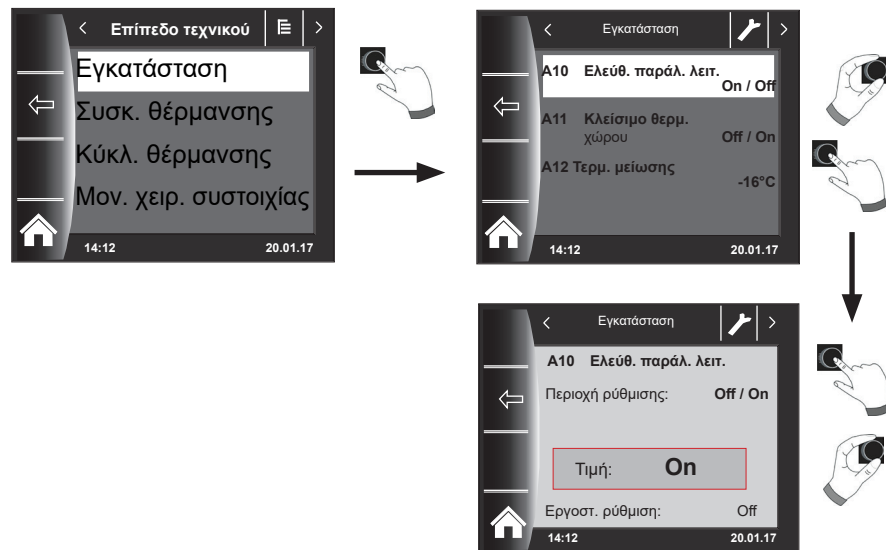 Επίπεδο τεχνικού
Εγκατάσταση
Συσκ. θέρμανσης
Κύκλ. θέρμανσης
Μον. χειρ. συστοιχίας
14:12 20.01.17
Εγκατάσταση
A10 Ελεύθ. παράλ. λειτ.
On / Off
A11 Κλείσιμο θερμ.
χώρου Off / On
A12 Τερμ. μείωσης
-16°C
14:12 20.01.17
Εγκατάσταση
A10 Ελεύθ. παράλ. λειτ.
Περιοχή ρύθμισης: Off / On
Τιμή: On
Εργοστ. ρύθμιση: Off
14:12 20.01.17